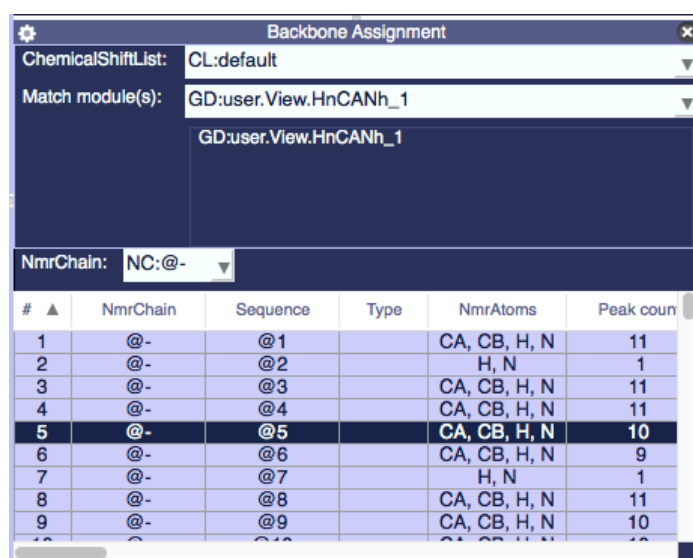 Backbone Assignment
ChemicalShiftList: CL:default
Match module(s): GD:user.View.HnCANh_1
GD:user.View.HnCANh_1
NmrChain: NC:@-
# NmrChain Sequence Type NmrAtoms Peak coun
1 @- @1 CA, CB, H, N 11
2 @- @2 H, N 1
3 @- @3 CA, CB, H, N 11
4 @- @4 CA, CB, H, N 11
5 @- @5 CA, CB, H, N 10
6 @- @6 CA, CB, H, N 9
7 @- @7 H, N 1
8 @- @8 CA, CB, H, N 11
9 @- @9 CA, CB, H, N 10